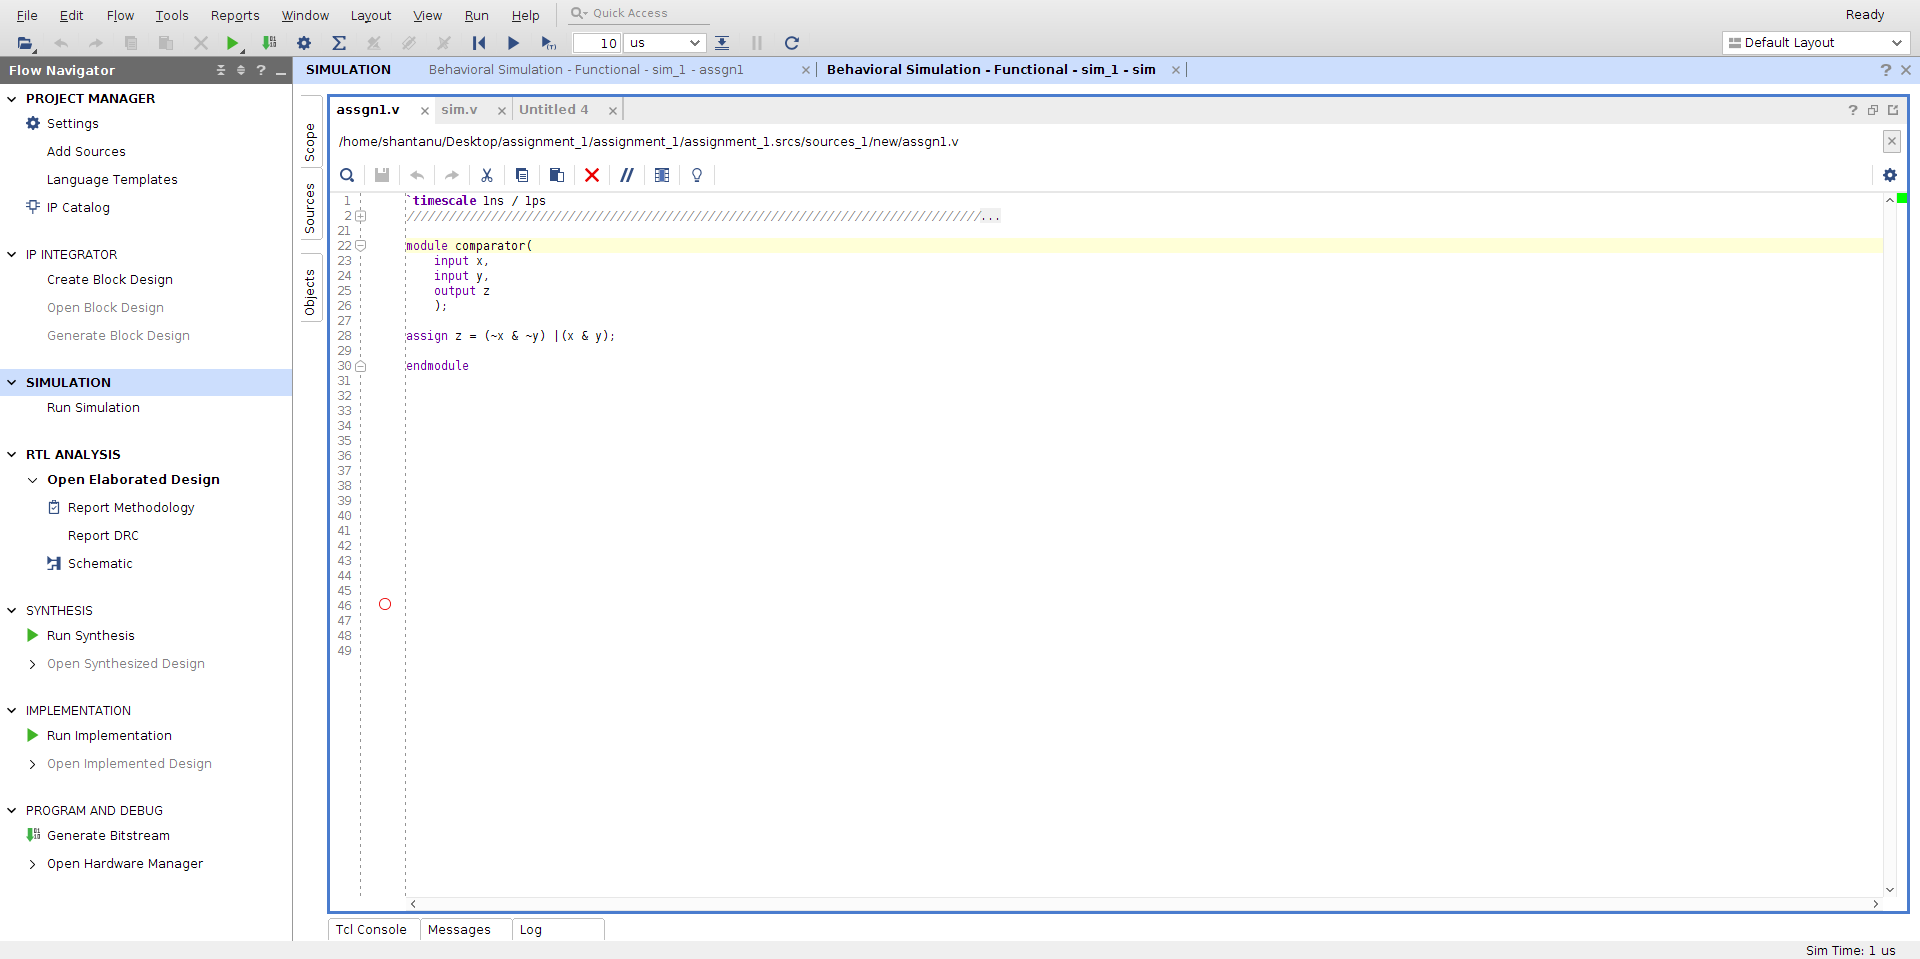 File Edit Flow Tools Reports Window Layout View Run Help Quick Access Ready
10 us Default Layout
Flow Navigator
SIMULATION Behavioral Simulation - Functional - sim_1 - assgn1 Behavioral Simulation - Functional - sim_1 - sim
PROJECT MANAGER
Settings
Add Sources
Language Templates
IP Catalog
IP INTEGRATOR
Create Block Design
Open Block Design
Generate Block Design
SIMULATION
Run Simulation
RTL ANALYSIS
Open Elaborated Design
Report Methodology
Report DRC
Schematic
SYNTHESIS
Run Synthesis
Open Synthesized Design
IMPLEMENTATION
Run Implementation
Open Implemented Design
PROGRAM AND DEBUG
Generate Bitstream
Open Hardware Manager
Scope
Sources
Objects
assgn1.v sim.v Untitled 4
/home/shantanu/Desktop/assignment_1/assignment_1/assignment_1.srcs/sources_1/new/assgn1.v
1 `timescale 1ns / 1ps
2 //////////////////////////////////////////////////////////////////////////////////...
21
22 module comparator(
23 input x,
24 input y,
25 output z
26 );
27
28 assign z = (~x & ~y) |(x & y);
29
30 endmodule
31
32
33
34
35
36
37
38
39
40
41
42
43
44
45
46
47
48
49
Tcl Console Messages Log
Sim Time: 1 us